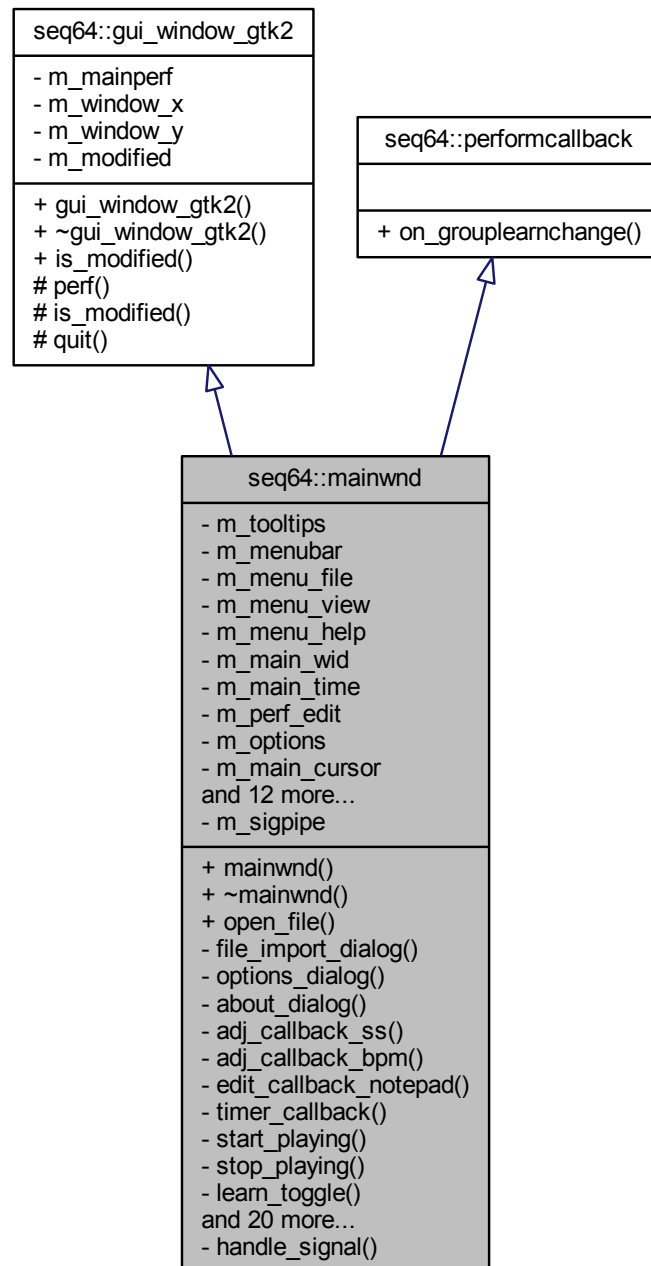 seq64::gui_window_gtk2
- m_mainperf
- m_window_x
- m_window_y
- m_modified
+ gui_window_gtk2()
+ ~gui_window_gtk2()
+ is_modified()
# perf()
# is_modified()
# quit()
seq64::performcallback
+ on_grouplearnchange()
seq64::mainwnd
- m_tooltips
- m_menubar
- m_menu_file
- m_menu_view
- m_menu_help
- m_main_wid
- m_main_time
- m_perf_edit
- m_options
- m_main_cursor
and 12 more...
- m_sigpipe
+ mainwnd()
+ ~mainwnd()
+ open_file()
- file_import_dialog()
- options_dialog()
- about_dialog()
- adj_callback_ss()
- adj_callback_bpm()
- edit_callback_notepad()
- timer_callback()
- start_playing()
- stop_playing()
- learn_toggle()
and 20 more...
- handle_signal()